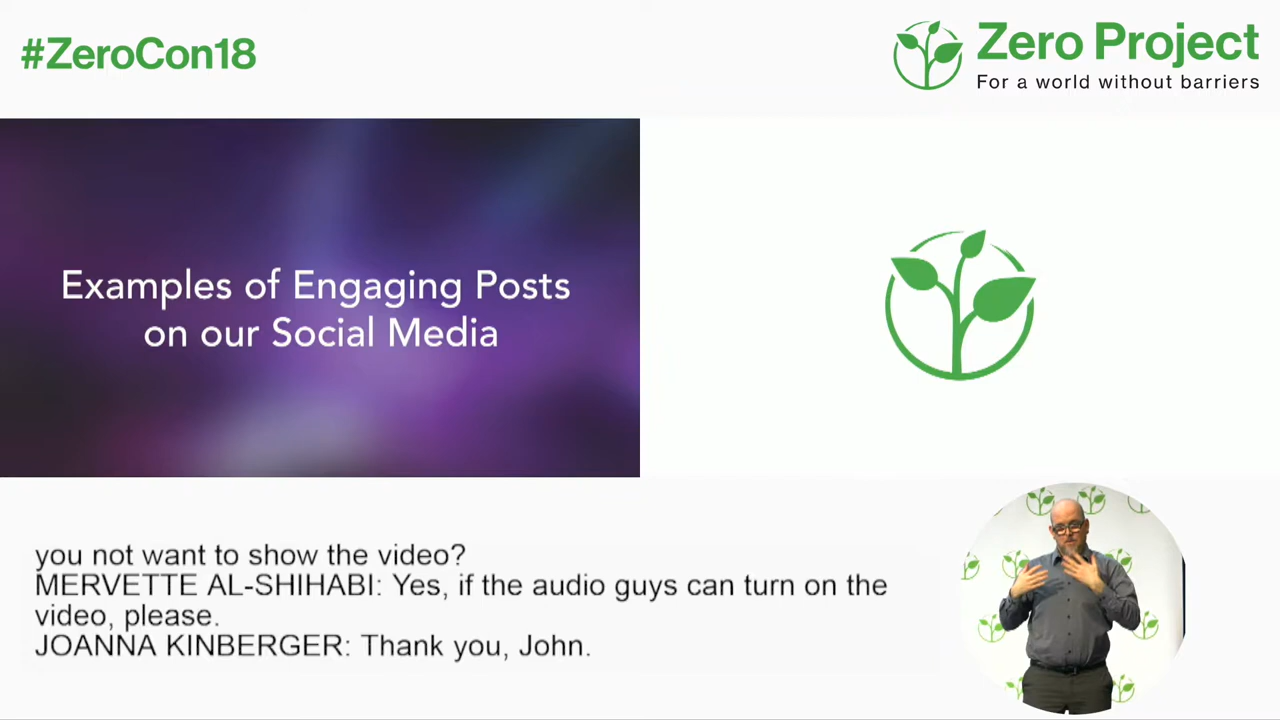 #ZeroCon18
Zero Project
For a world without barriers
Examples of Engaging Posts
on our Social Media
you not want to show the video?
MERVETTE AL-SHIHABI: Yes, if the audio guys can turn on the
video, please.
JOANNA KINBERGER: Thank you, John.